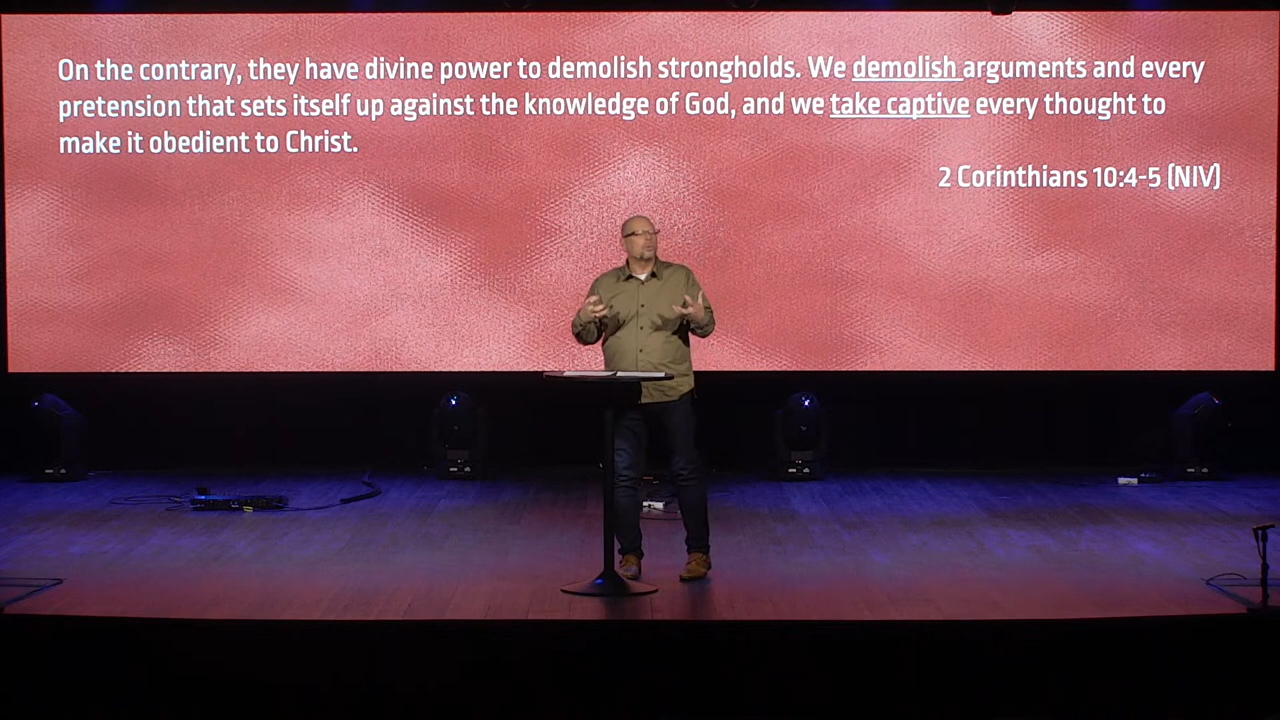 On the contrary, they have divine power to demolish strongholds. We demolish arguments and every
pretension that sets itself up against the knowledge of God, and we take captive every thought to
make it obedient to Christ.
2 Corinthians 10:4-5 (NIV)